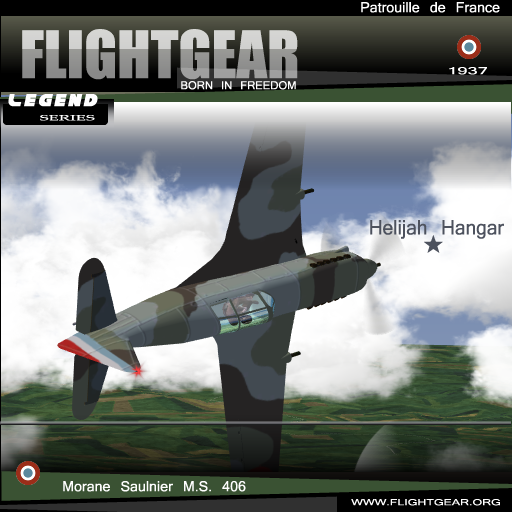 Patrouille de France
FLIGHTGEAR
1937
BORN IN FREEDOM
LEGEND
SERIES
Helijah Hangar
Morane Saulnier M.S. 406
WWW.FLIGHTGEAR.ORG